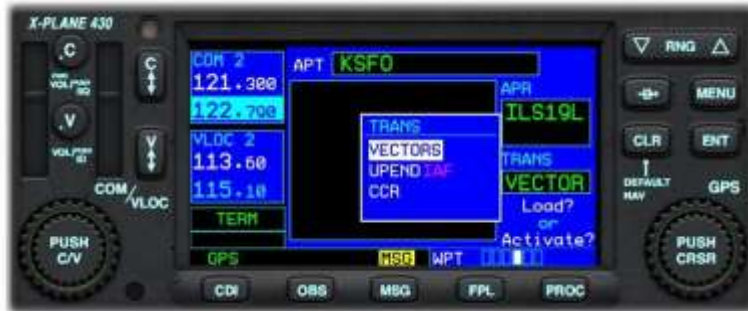 X-PLANE 430
.C
C
VOL
COM 2
121.300
122.700
.V
V
VOL
VLOC 2
113.60
115.10
COM/VLOC
TERM
PUSH
C/V
GPS
MSG
WPT
APT KSFO
APR
ILS19L
TRANS
VECTORS
UPEND IAF
CCR
TRANS
VECTOR
Load?
or
Activate?
RNG
MENU
CLR
ENT
DEFAULT
NAV
GPS
PUSH
CRSR
CDI
OBS
MSG
FPL
PROC